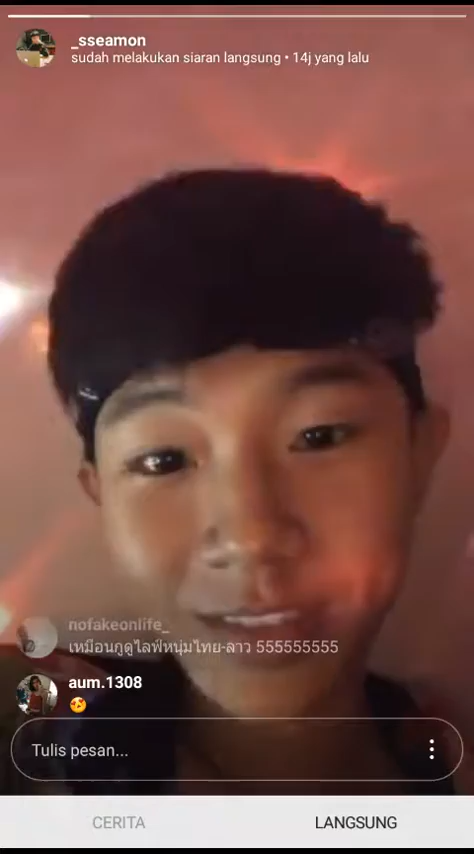 _sseamon
sudah melakukan siaran langsung • 14j yang lalu
nofakeonlife_
เหมือนกูดูไลฟ์หนุ่มไทย-ลาว 555555555
aum.1308
Tulis pesan...
CERITA
LANGSUNG